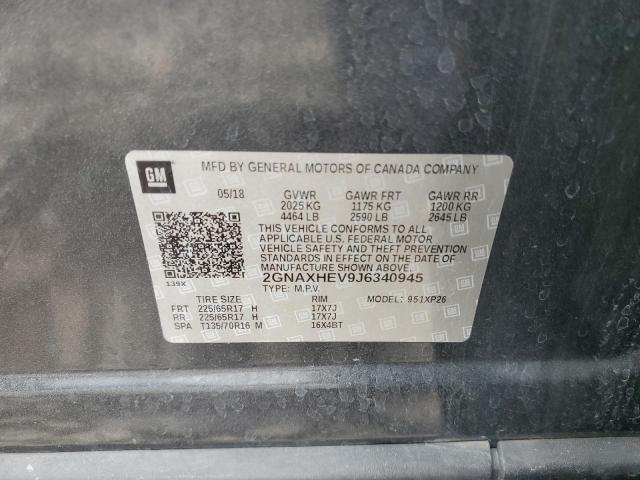 GM
MFD BY GENERAL MOTORS OF CANADA COMPANY
05/18 GVWR GAWR FRT GAWR RR
2025 KG 1175 KG 1200 KG
4464 LB 2590 LB 2645 LB
THIS VEHICLE CONFORMS TO ALL
APPLICABLE U.S. FEDERAL MOTOR
VEHICLE SAFETY AND THEFT PREVENTION
STANDARDS IN EFFECT ON THE DATE
OF MANUFACTURE SHOWN ABOVE.
139X
2GNAXHEV9J6340945
TYPE: M.P.V. MODEL: 951XP26
TIRE SIZE RIM
FRT 225/65R17 H 17X7J
RR 225/65R17 H 17X7J
SPA T135/70R16 M 16X4BT